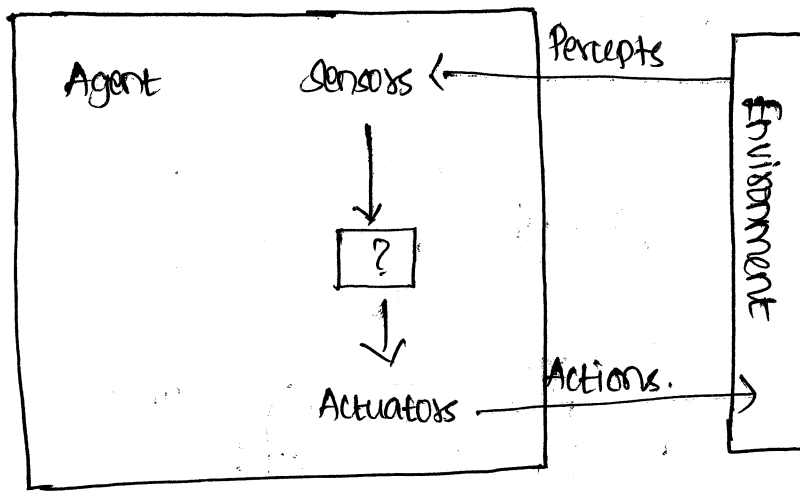 Percepts
Agent
Sensors
Environment
?
Actions.
Actuators